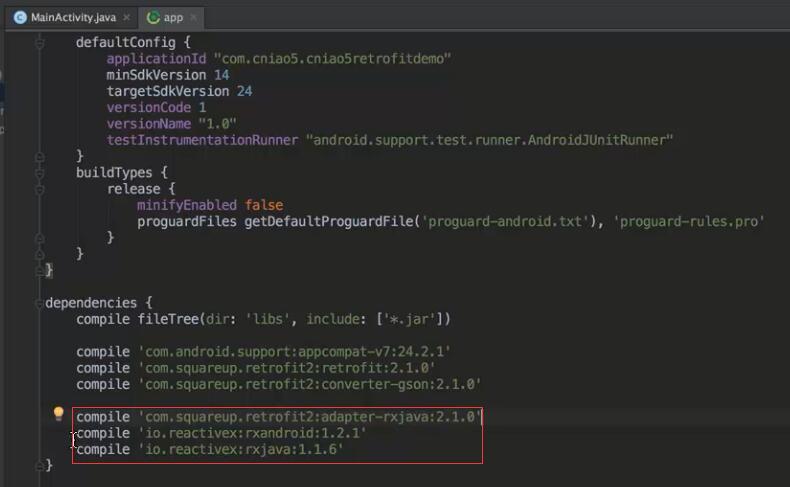 MainActivity.java × app ×
defaultConfig {
applicationId "com.cniao5.cniao5retrofitdemo"
minSdkVersion 14
targetSdkVersion 24
versionCode 1
versionName "1.0"
testInstrumentationRunner "android.support.test.runner.AndroidJUnitRunner"
}
buildTypes {
release {
minifyEnabled false
proguardFiles getDefaultProguardFile('proguard-android.txt'), 'proguard-rules.pro'
}
}
}
dependencies {
compile fileTree(dir: 'libs', include: ['*.jar'])
compile 'com.android.support:appcompat-v7:24.2.1'
compile 'com.squareup.retrofit2:retrofit:2.1.0'
compile 'com.squareup.retrofit2:converter-gson:2.1.0'
compile 'com.squareup.retrofit2:adapter-rxjava:2.1.0'
compile 'io.reactivex:rxandroid:1.2.1'
compile 'io.reactivex:rxjava:1.1.6'
}